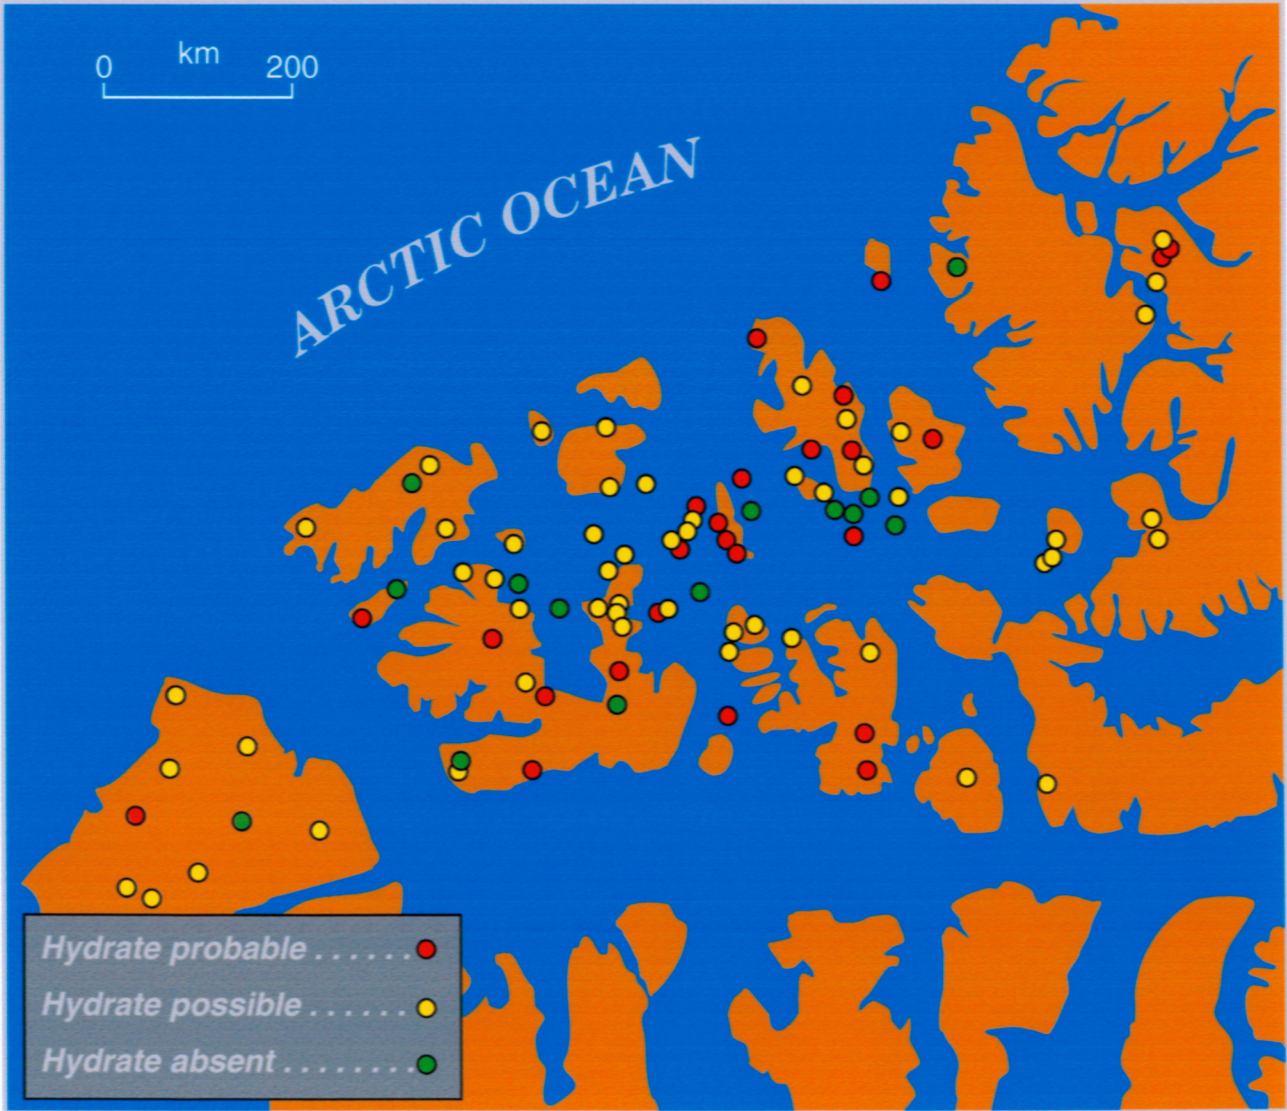 km
0 200
ARCTIC OCEAN
Hydrate probable ......
Hydrate possible ......
Hydrate absent ........